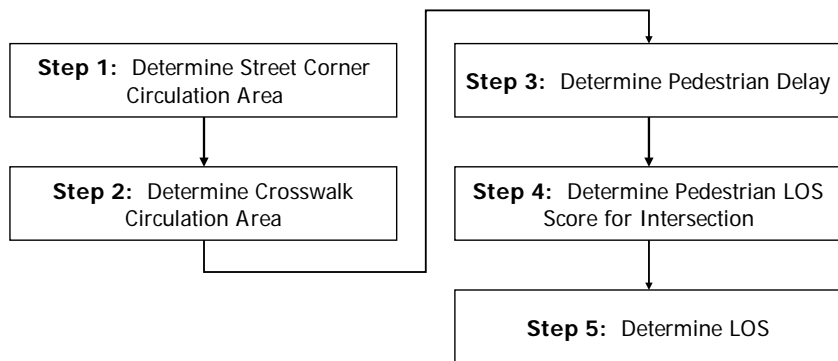 Step 1: Determine Street Corner
Circulation Area
Step 2: Determine Crosswalk
Circulation Area
Step 3: Determine Pedestrian Delay
Step 4: Determine Pedestrian LOS
Score for Intersection
Step 5: Determine LOS